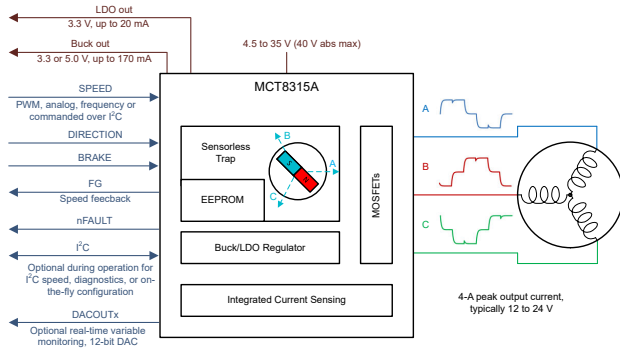 LDO out
3.3 V, up to 20 mA
Buck out
3.3 or 5.0 V, up to 170 mA
4.5 to 35 V (40 V abs max)
SPEED
PWM, analog, frequency or
commanded over I²C
DIRECTION
BRAKE
FG
Speed feecback
nFAULT
I²C
Optional during operation for
I²C speed, diagnostics, or on-
the-fly configuration
DACOUTx
Optional real-time variable
monitoring, 12-bit DAC
MCT8315A
Sensorless
Trap
B
A
C
EEPROM
MOSFETs
Buck/LDO Regulator
Integrated Current Sensing
A
B
C
4-A peak output current,
typically 12 to 24 V